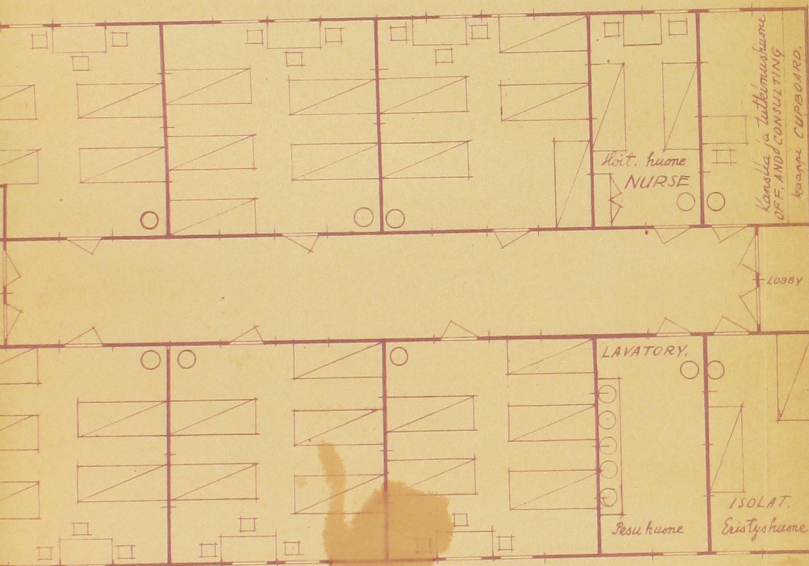 Kanslia ja tutkimushuone
OFF. AND CONSULTING
kaappi CUPBOARD.
Hoit. huone
NURSE
LOBBY
LAVATORY.
Pesuhuone
ISOLAT.
Eristyshuone